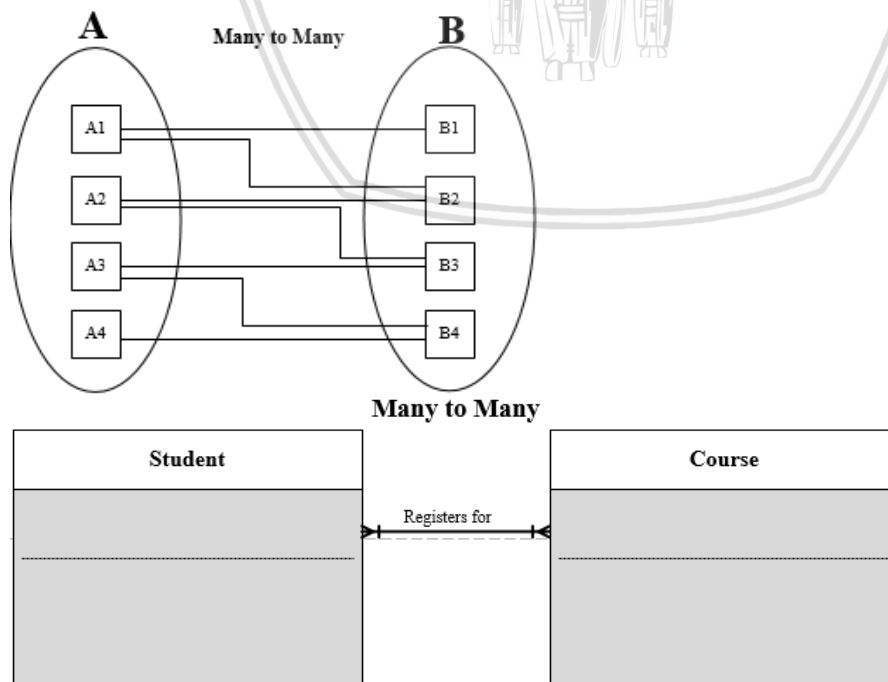 A
Many to Many
B
A1
B1
A2
B2
A3
B3
A4
B4
Many to Many
Student
Course
Registers for